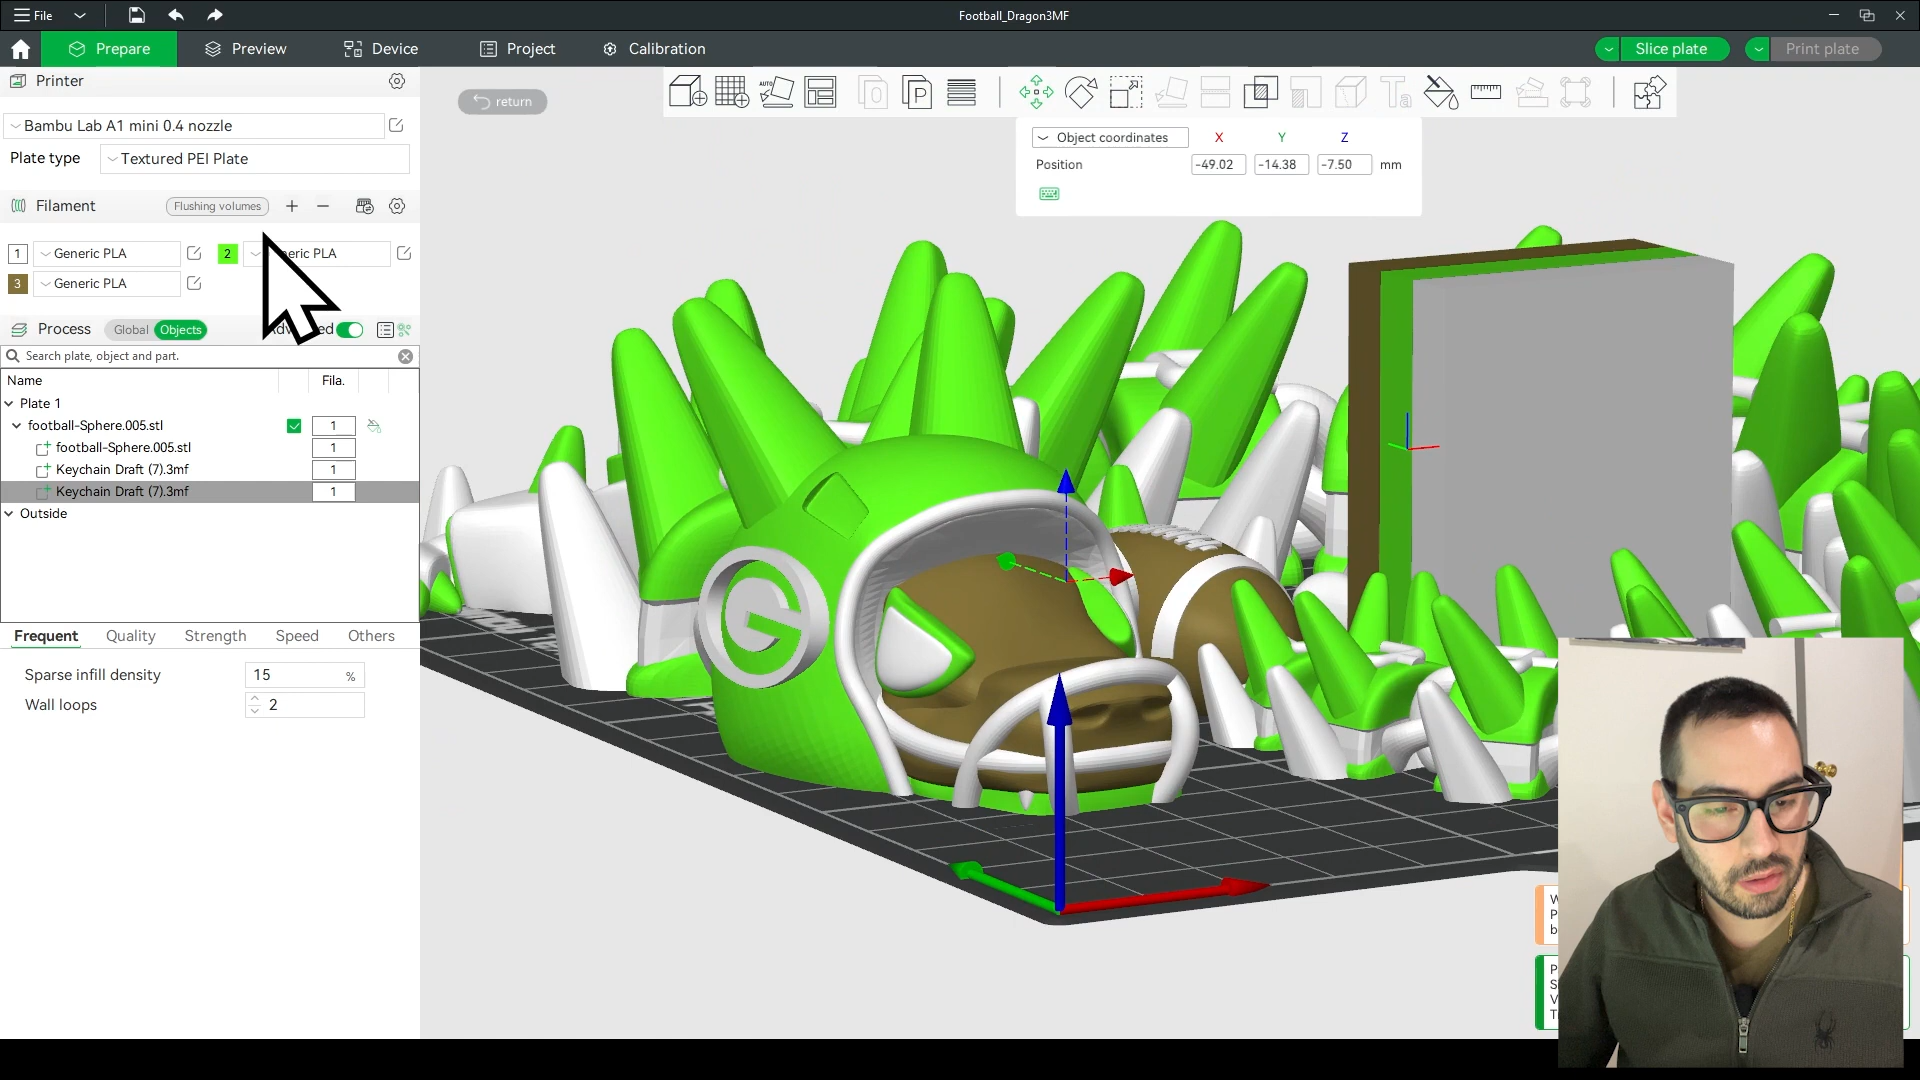 File
Football_Dragon3MF
Prepare
Preview
Device
Project
Calibration
Slice plate
Print plate
Printer
return
AUTO
Bambu Lab A1 mini 0.4 nozzle
Plate type
Textured PEI Plate
Object coordinates
X
Y
Z
Position
-49.02
-14.38
-7.50
mm
Filament
Flushing volumes
1
Generic PLA
2
eric PLA
3
Generic PLA
Process
Global
Objects
Search plate, object and part.
Name
Fila.
Plate 1
football-Sphere.005.stl
1
football-Sphere.005.stl
1
Keychain Draft (7).3mf
1
Keychain Draft (7).3mf
1
Outside
Frequent
Quality
Strength
Speed
Others
Sparse infill density
15
%
Wall loops
2
G